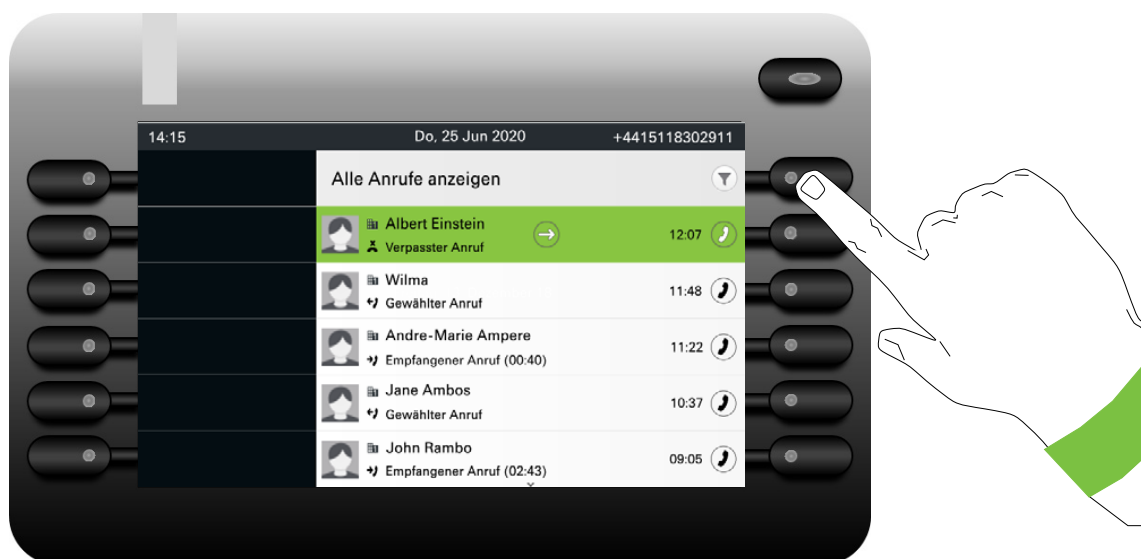 14:15 Do, 25 Jun 2020 +4415118302911
Alle Anrufe anzeigen
Albert Einstein
Verpasster Anruf
12:07
Wilma
Gewählter Anruf
11:48
Andre-Marie Ampere
Empfangener Anruf (00:40)
11:22
Jane Ambos
Gewählter Anruf
10:37
John Rambo
Empfangener Anruf (02:43)
09:05